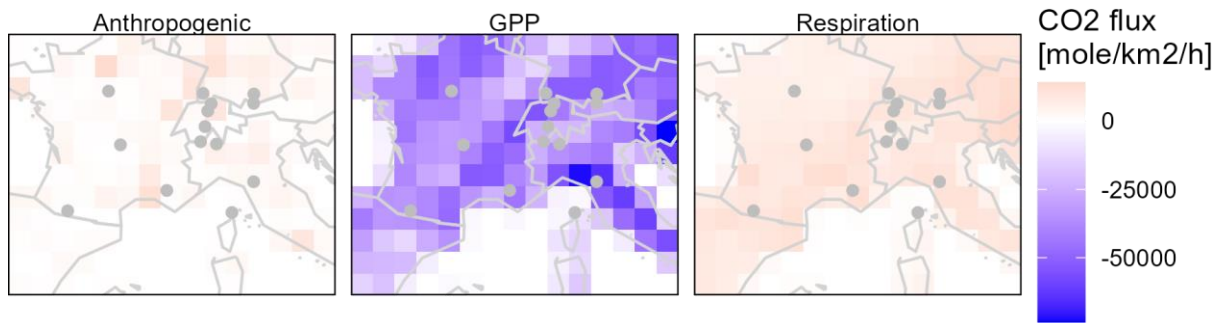 Anthropogenic
GPP
Respiration
CO2 flux
[mole/km2/h]
0
-25000
-50000